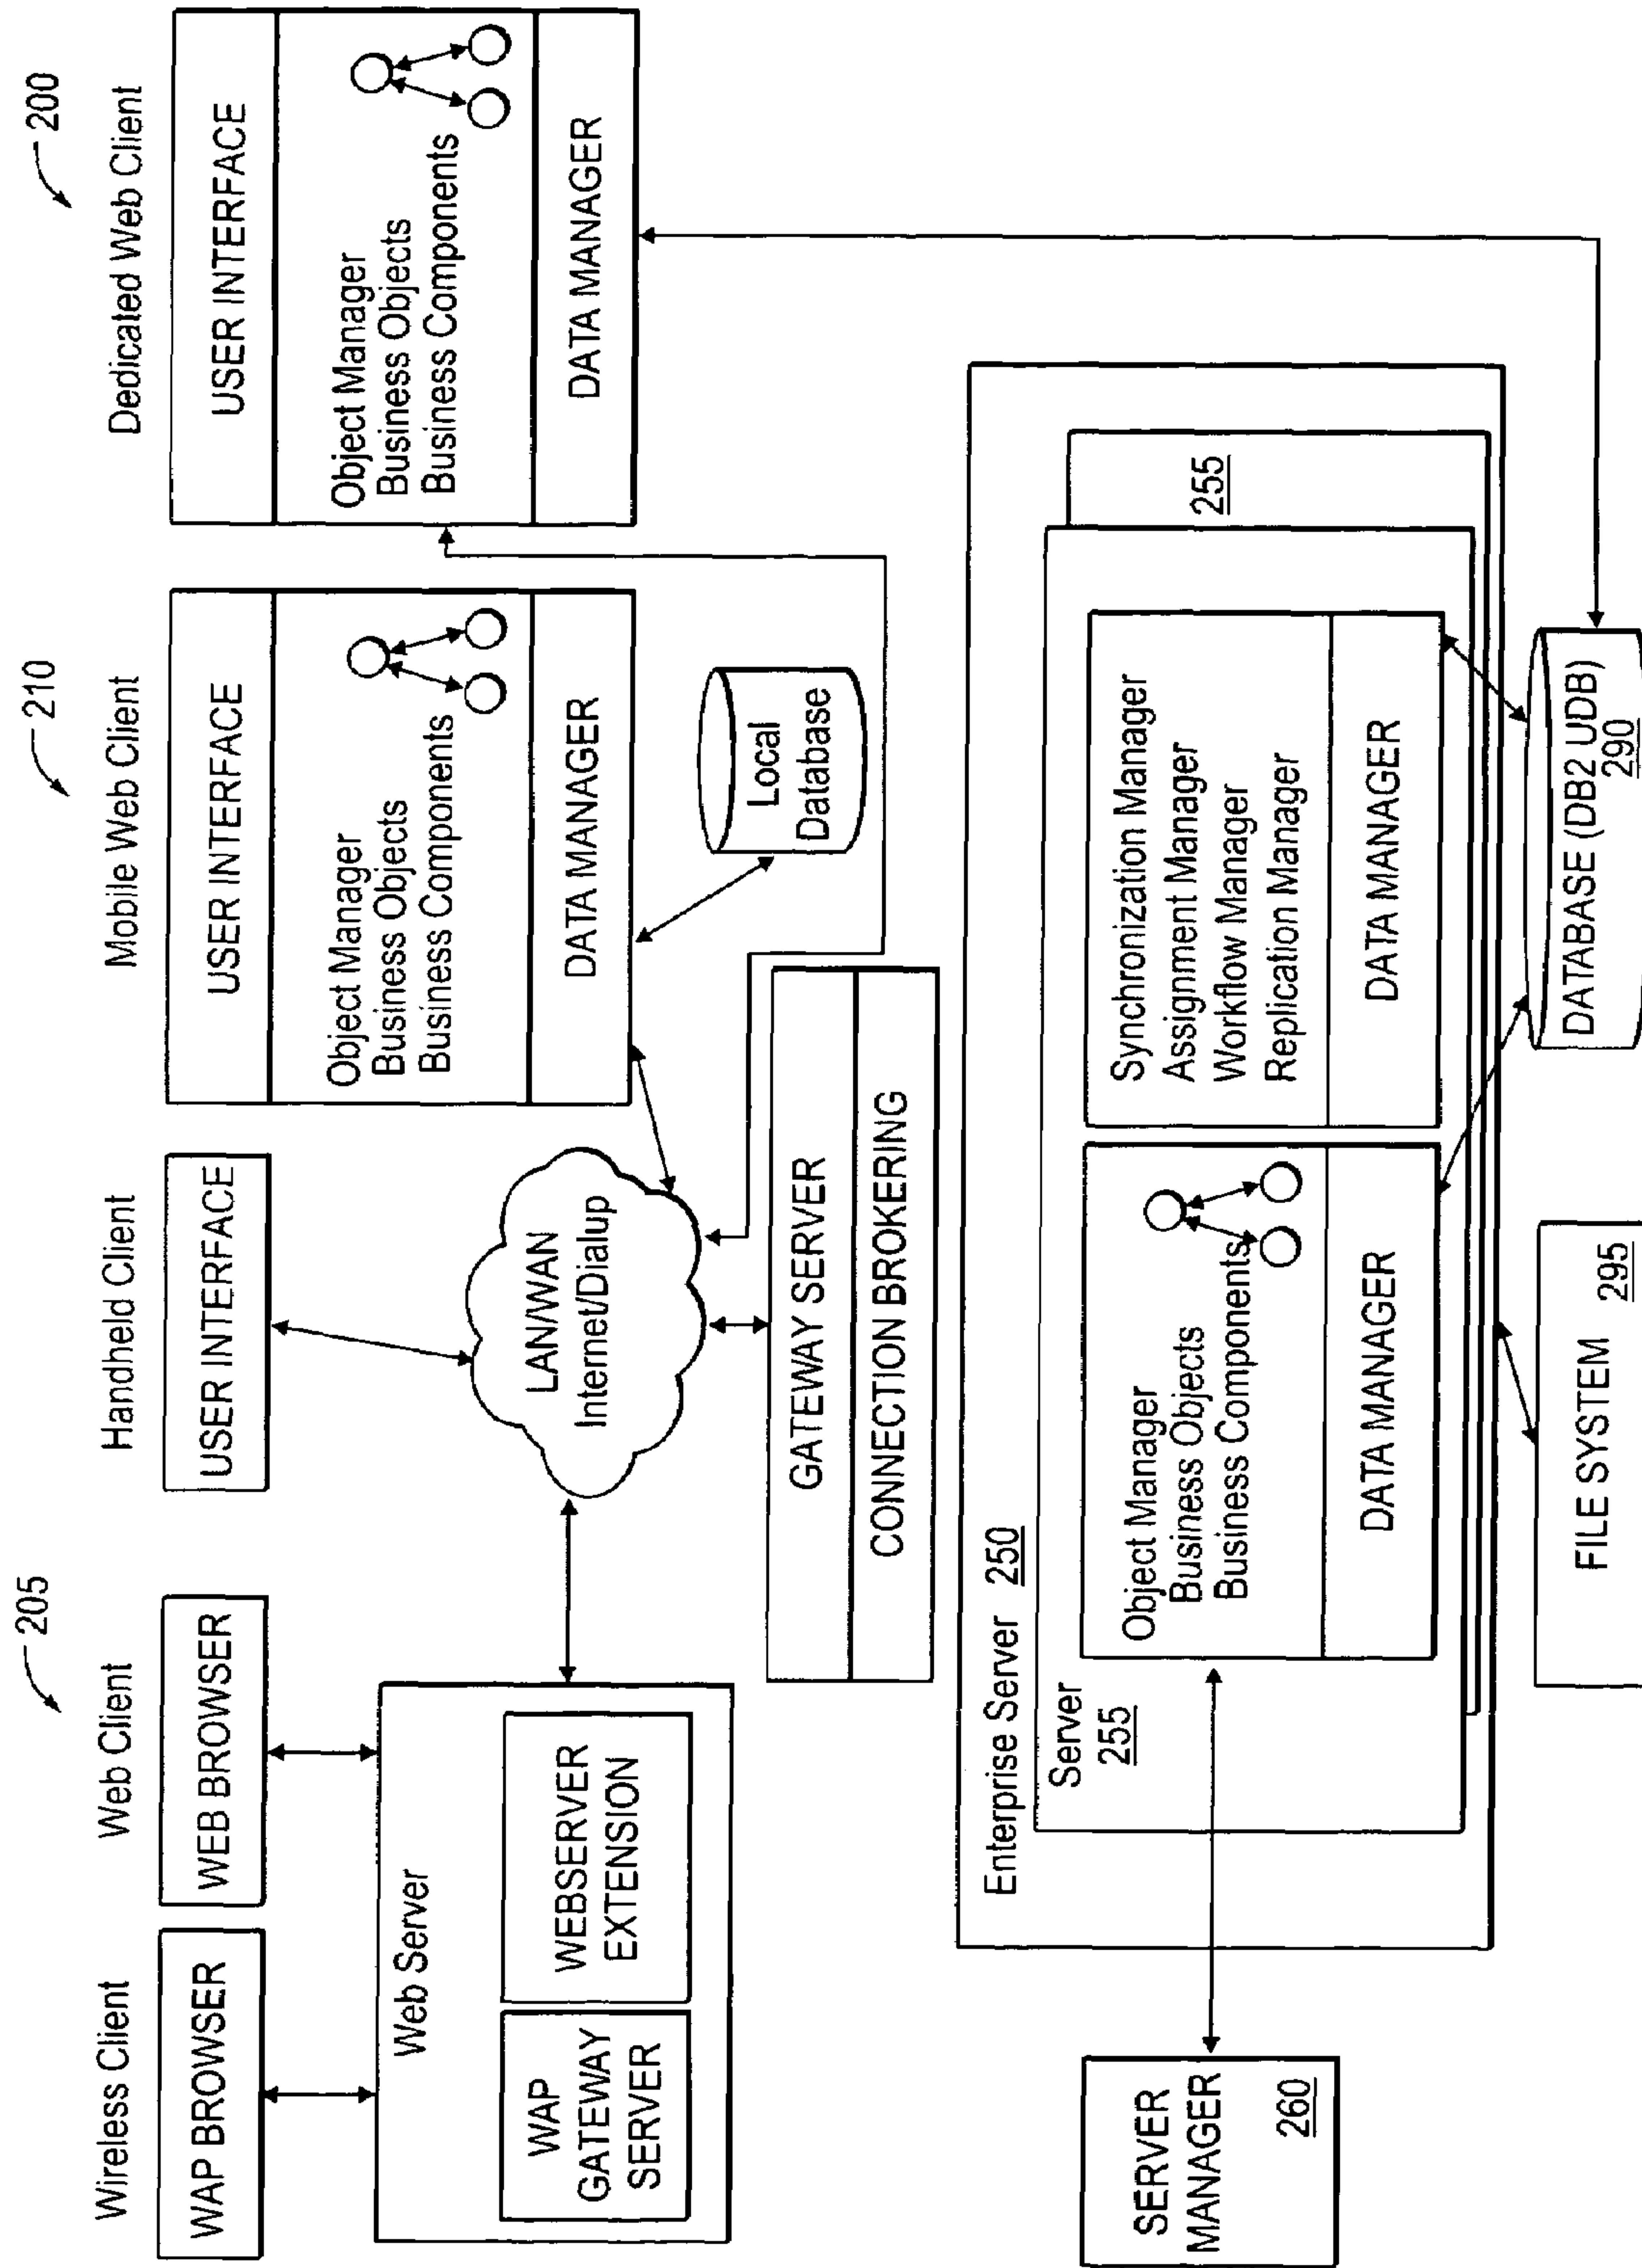 205
210
200
Wireless Client
Web Client
Handheld Client
Mobile Web Client
Dedicated Web Client
WAP BROWSER
WEB BROWSER
USER INTERFACE
USER INTERFACE
Object Manager
Business Objects
Business Components
DATA MANAGER
USER INTERFACE
Object Manager
Business Objects
Business Components
DATA MANAGER
Web Server
WAP
GATEWAY
SERVER
WEBSERVER
EXTENSION
LAN/WAN
Internet/Dialup
Local
Database
GATEWAY SERVER
CONNECTION BROKERING
Enterprise Server 250
Server
255
255
Object Manager
Business Objects
Business Components
DATA MANAGER
Synchronization Manager
Assignment Manager
Workflow Manager
Replication Manager
DATA MANAGER
SERVER
MANAGER
260
FILE SYSTEM
295
DATABASE (DB2 UDB)
290